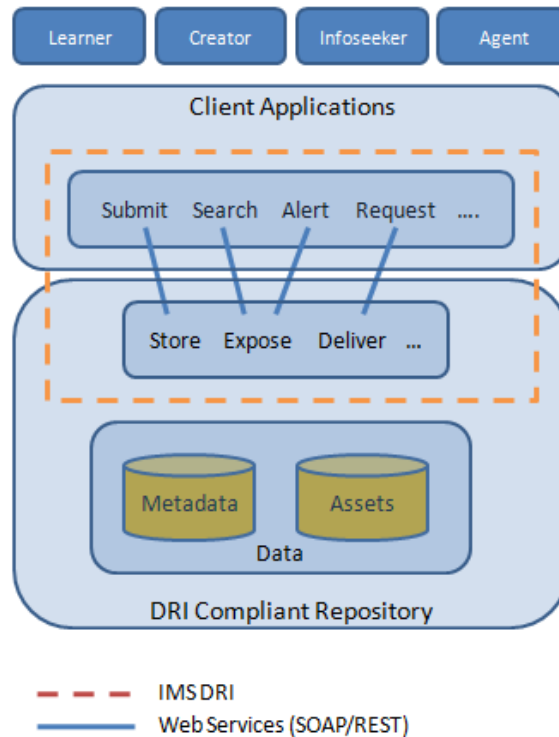 Learner Creator Infoseeker Agent
Client Applications
Submit Search Alert Request ....
Store Expose Deliver ...
Metadata Assets
Data
DRI Compliant Repository
IMS DRI
Web Services (SOAP/REST)